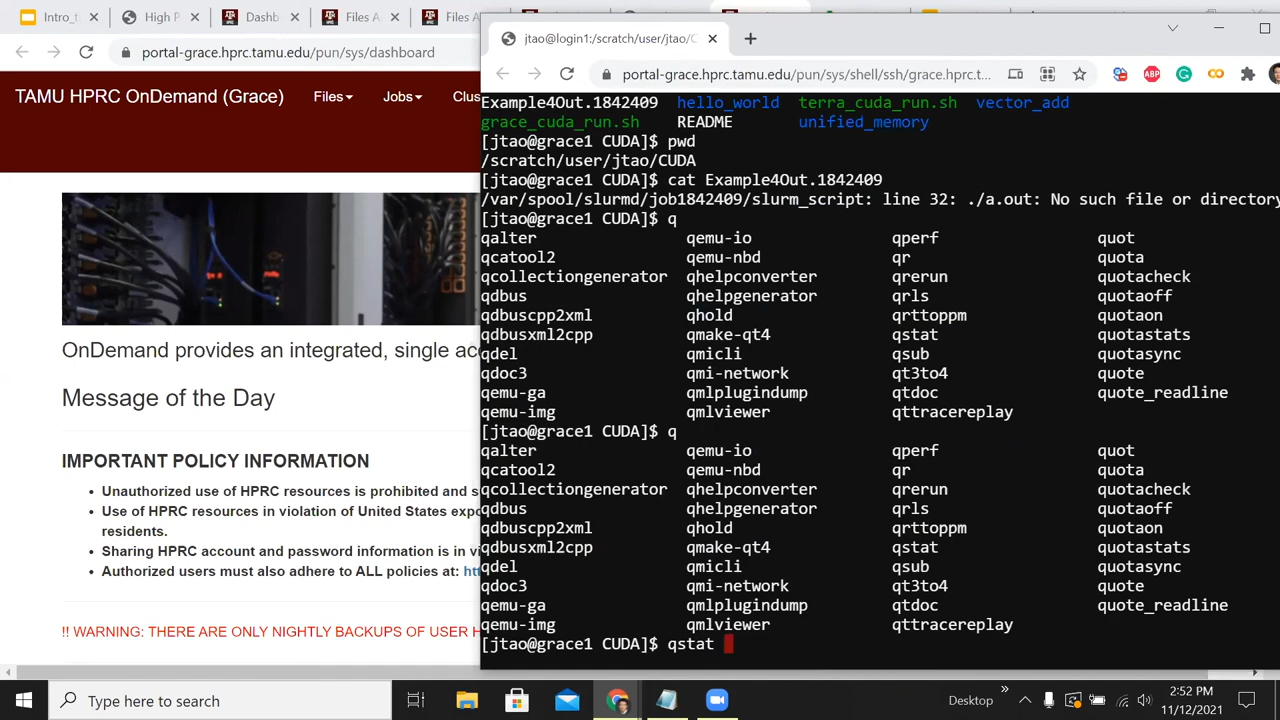 Intro_t
High P
Dashb
Files A
Files A
portal-grace.hprc.tamu.edu/pun/sys/dashboard
TAMU HPRC OnDemand (Grace)
Files
Jobs
Clus
OnDemand provides an integrated, single acc
Message of the Day
IMPORTANT POLICY INFORMATION
• Unauthorized use of HPRC resources is prohibited and s
• Use of HPRC resources in violation of United States expo
residents.
• Sharing HPRC account and password information is in vi
• Authorized users must also adhere to ALL policies at: htt
!! WARNING: THERE ARE ONLY NIGHTLY BACKUPS OF USER H
jtao@login1:/scratch/user/jtao/C
portal-grace.hprc.tamu.edu/pun/sys/shell/ssh/grace.hprc.t...
ABP
Example4Out.1842409 hello_world terra_cuda_run.sh vector_add
grace_cuda_run.sh README unified_memory
[jtao@grace1 CUDA]$ pwd
/scratch/user/jtao/CUDA
[jtao@grace1 CUDA]$ cat Example4Out.1842409
/var/spool/slurmd/job1842409/slurm_script: line 32: ./a.out: No such file or directory
[jtao@grace1 CUDA]$ q
qalter qemu-io qperf quot
qcatool2 qemu-nbd qr quota
qcollectiongenerator qhelpconverter qrerun quotacheck
qdbus qhelpgenerator qrls quotaoff
qdbuscpp2xml qhold qrttoppm quotaon
qdbusxml2cpp qmake-qt4 qstat quotastats
qdel qmicli qsub quotasync
qdoc3 qmi-network qt3to4 quote
qemu-ga qmlplugindump qtdoc quote_readline
qemu-img qmlviewer qttracereplay
[jtao@grace1 CUDA]$ q
qalter qemu-io qperf quot
qcatool2 qemu-nbd qr quota
qcollectiongenerator qhelpconverter qrerun quotacheck
qdbus qhelpgenerator qrls quotaoff
qdbuscpp2xml qhold qrttoppm quotaon
qdbusxml2cpp qmake-qt4 qstat quotastats
qdel qmicli qsub quotasync
qdoc3 qmi-network qt3to4 quote
qemu-ga qmlplugindump qtdoc quote_readline
qemu-img qmlviewer qttracereplay
[jtao@grace1 CUDA]$ qstat
Type here to search
Desktop
2:52 PM
11/12/2021